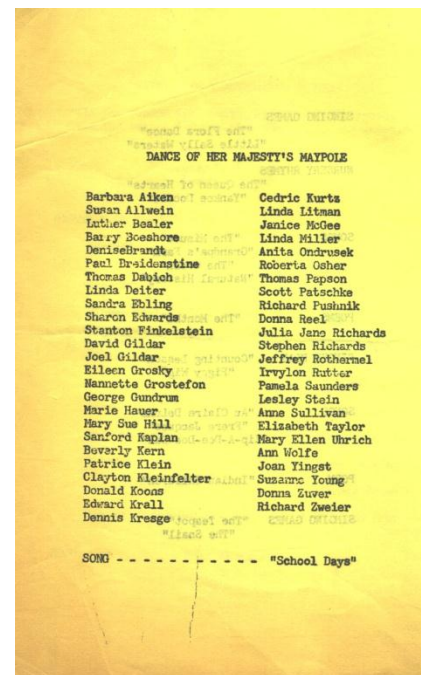 DANCE OF HER MAJESTY'S MAYPOLE
Barbara Aiken
Susan Allwein
Luther Bealer
Barry Boeshore
DeniseBrandt
Paul Breidenstine
Thomas Dabich
Linda Deiter
Sandra Ebling
Sharon Edwards
Stanton Finkelstein
David Gildar
Joel Gildar
Eileen Grosky
Nannette Grostefon
George Gundrum
Marie Hauer
Mary Sue Hill
Sanford Kaplan
Beverly Kern
Patrice Klein
Clayton Kleinfelter
Donald Koons
Edward Krall
Dennis Kresge
Cedric Kurtz
Linda Litman
Janice McGee
Linda Miller
Anita Ondrusek
Roberta Osher
Thomas Papson
Scott Patschke
Richard Pushnik
Donna Reel
Julia Jane Richards
Stephen Richards
Jeffrey Rothermel
Irvylon Rutter
Pamela Saunders
Lesley Stein
Anne Sullivan
Elizabeth Taylor
Mary Ellen Uhrich
Ann Wolfe
Joan Yingst
Suzanne Young
Donna Zuver
Richard Zweier
SONG - - - - - - - - - - - "School Days"